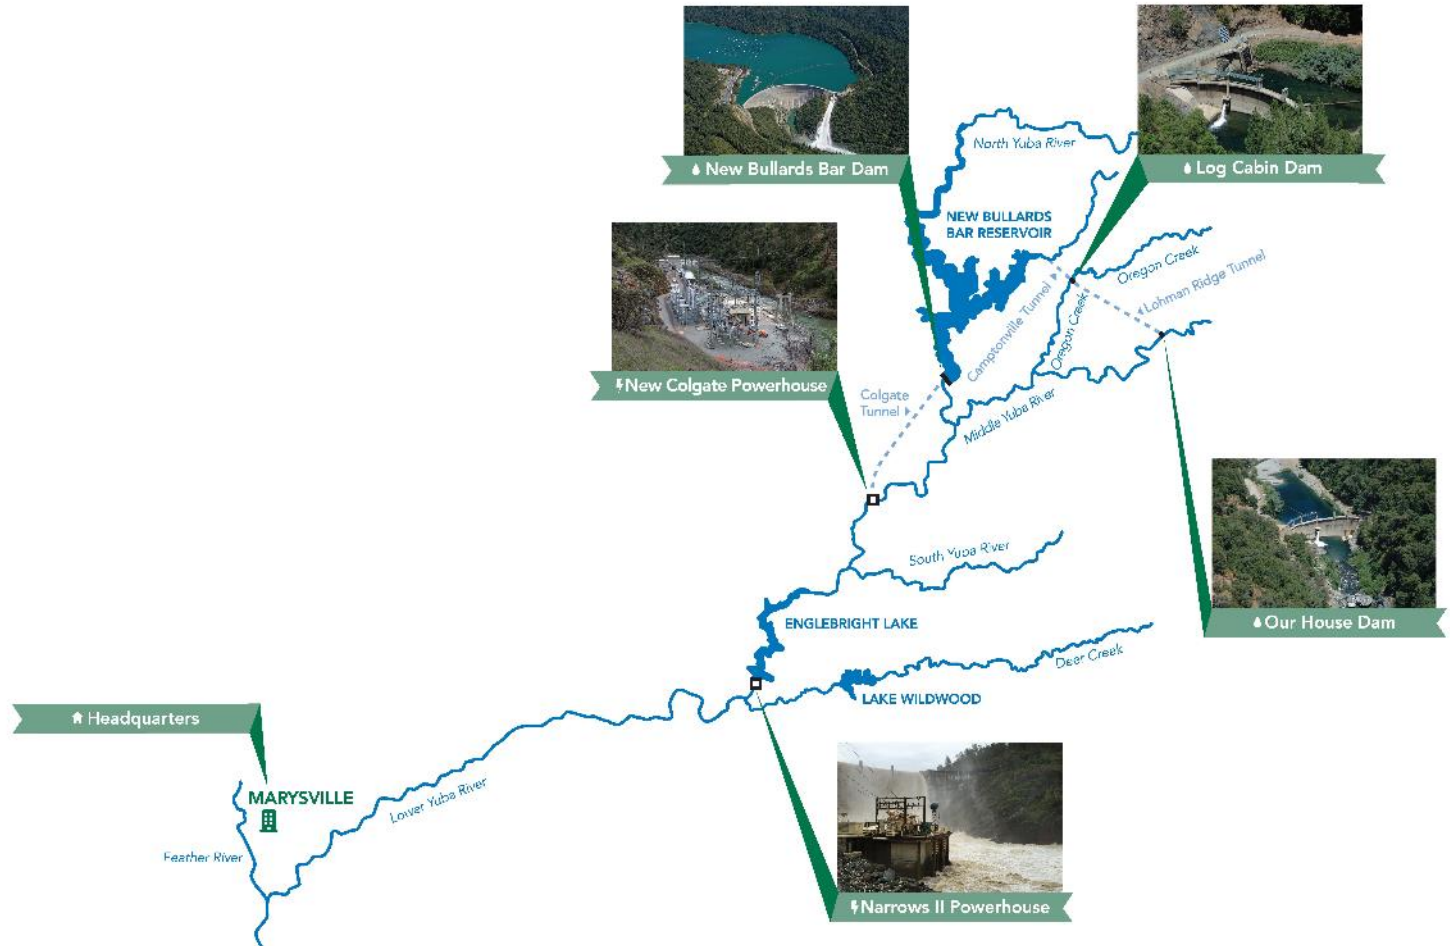 New Bullards Bar Dam
Log Cabin Dam
North Yuba River
NEW BULLARDS
BAR RESERVOIR
Oregon Creek
Lohman Ridge Tunnel
Camptonville Tunnel
Oregon Creek
New Colgate Powerhouse
Colgate
Tunnel
Middle Yuba River
South Yuba River
ENGLEBRIGHT LAKE
Our House Dam
Deer Creek
LAKE WILDWOOD
Headquarters
MARYSVILLE
Lower Yuba River
Feather River
Narrows II Powerhouse